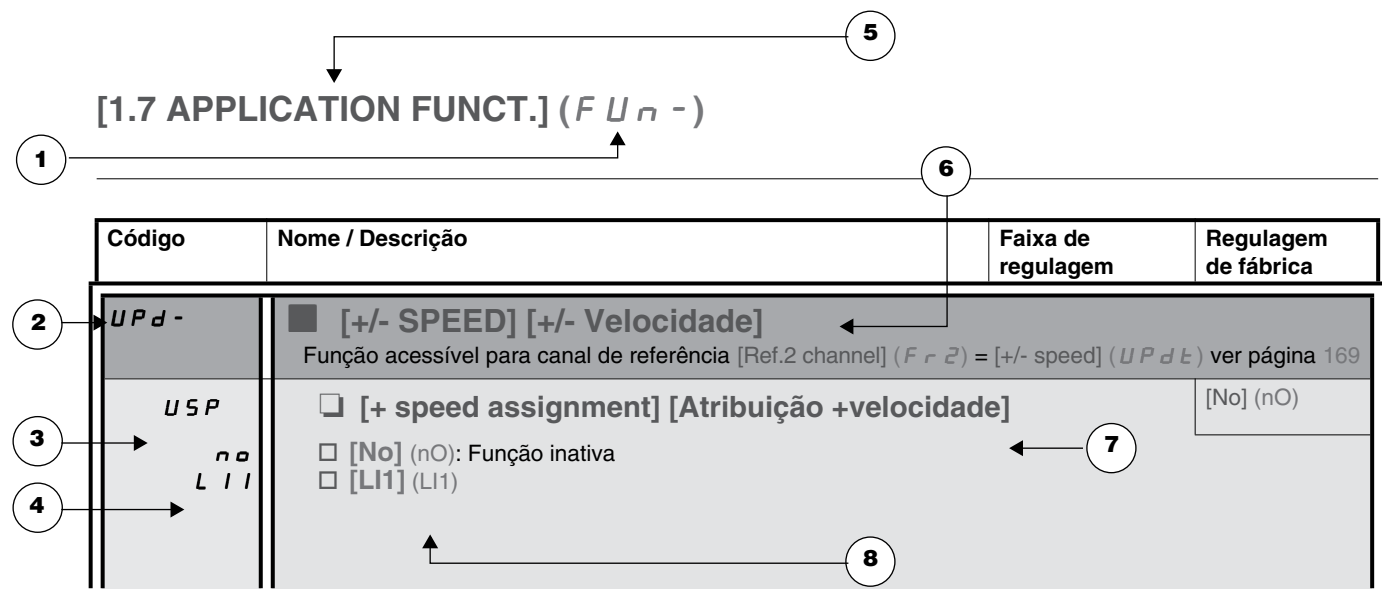 5
[1.7 APPLICATION FUNCT.] (FUn-)
1
6
Código Nome / Descrição Faixa de regulagem Regulagem de fábrica
2 UPd- [+/- SPEED] [+/- Velocidade]
Função acessível para canal de referência [Ref.2 channel] (Fr2) = [+/- speed] (UPdt) ver página 169
USP [+ speed assignment] [Atribuição +velocidade] [No] (nO)
3
no [No] (nO): Função inativa
7
LI1 [LI1] (LI1)
4
8